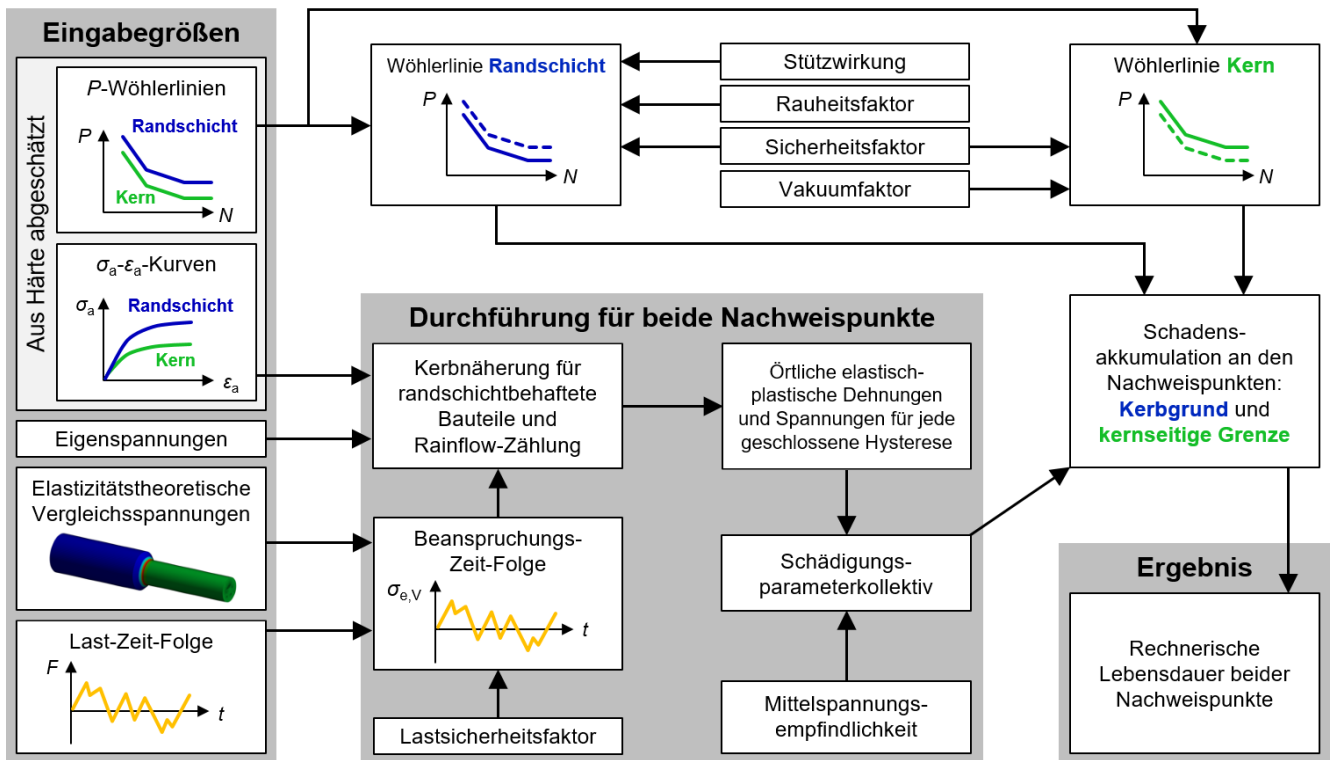 Eingabegrößen
Aus Härte abgeschätzt
P-Wöhlerlinien
P
Randschicht
Kern
N
σa-εa-Kurven
σa
Randschicht
Kern
εa
Eigenspannungen
Elastizitätstheoretische
Vergleichsspannungen
Last-Zeit-Folge
F
t
Wöhlerlinie Randschicht
P
N
Stützwirkung
Rauheitsfaktor
Sicherheitsfaktor
Vakuumfaktor
Wöhlerlinie Kern
P
N
Durchführung für beide Nachweispunkte
Kerbnäherung für
randschichtbehaftete
Bauteile und
Rainflow-Zählung
Beanspruchungs-
Zeit-Folge
σe,V
t
Lastsicherheitsfaktor
Örtliche elastisch-
plastische Dehnungen
und Spannungen für jede
geschlossene Hysterese
Schädigungs-
parameterkollektiv
Mittelspannungs-
empfindlichkeit
Schadens-
akkumulation an den
Nachweispunkten:
Kerbgrund und
kernseitige Grenze
Ergebnis
Rechnerische
Lebensdauer beider
Nachweispunkte